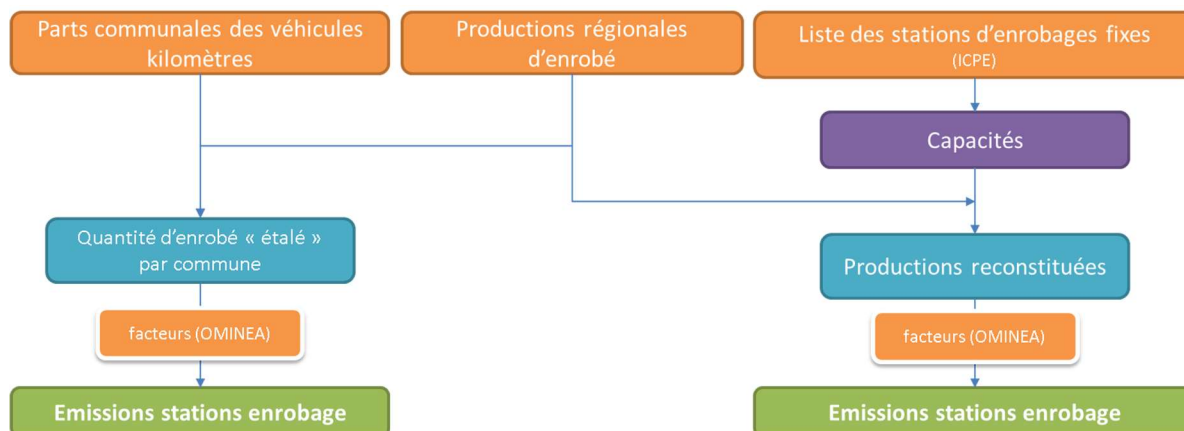 Parts communales des véhicules
kilomètres
Productions régionales
d'enrobé
Liste des stations d'enrobages fixes
(ICPE)
Capacités
Quantité d'enrobé « étalé »
par commune
Productions reconstituées
facteurs (OMINEA)
facteurs (OMINEA)
Emissions stations enrobage
Emissions stations enrobage